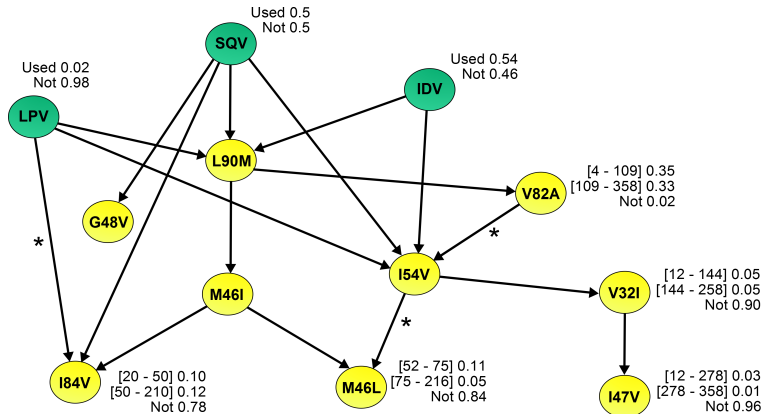 Used 0.5
Not 0.5
SQV
Used 0.54
Not 0.46
IDV
Used 0.02
Not 0.98
LPV
L90M
[4 - 109] 0.35
[109 - 358] 0.33
Not 0.02
V82A
G48V
*
*
I54V
[12 - 144] 0.05
[144 - 258] 0.05
Not 0.90
V32I
M46I
*
I84V
[20 - 50] 0.10
[50 - 210] 0.12
Not 0.78
M46L
[52 - 75] 0.11
[75 - 216] 0.05
Not 0.84
I47V
[12 - 278] 0.03
[278 - 358] 0.01
Not 0.96